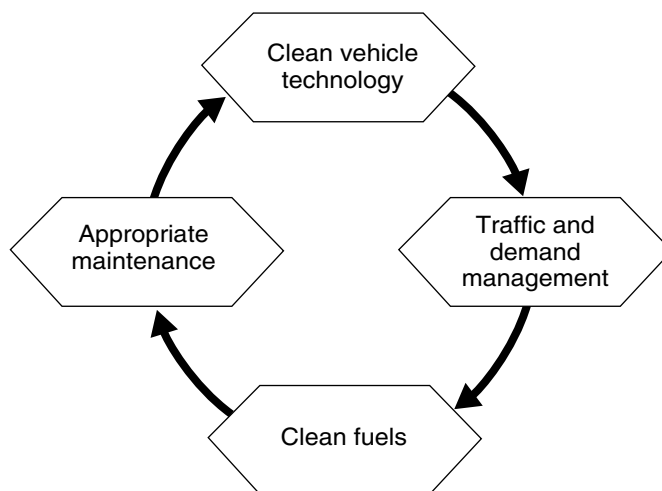 Clean vehicle
technology
Appropriate
maintenance
Traffic and
demand
management
Clean fuels